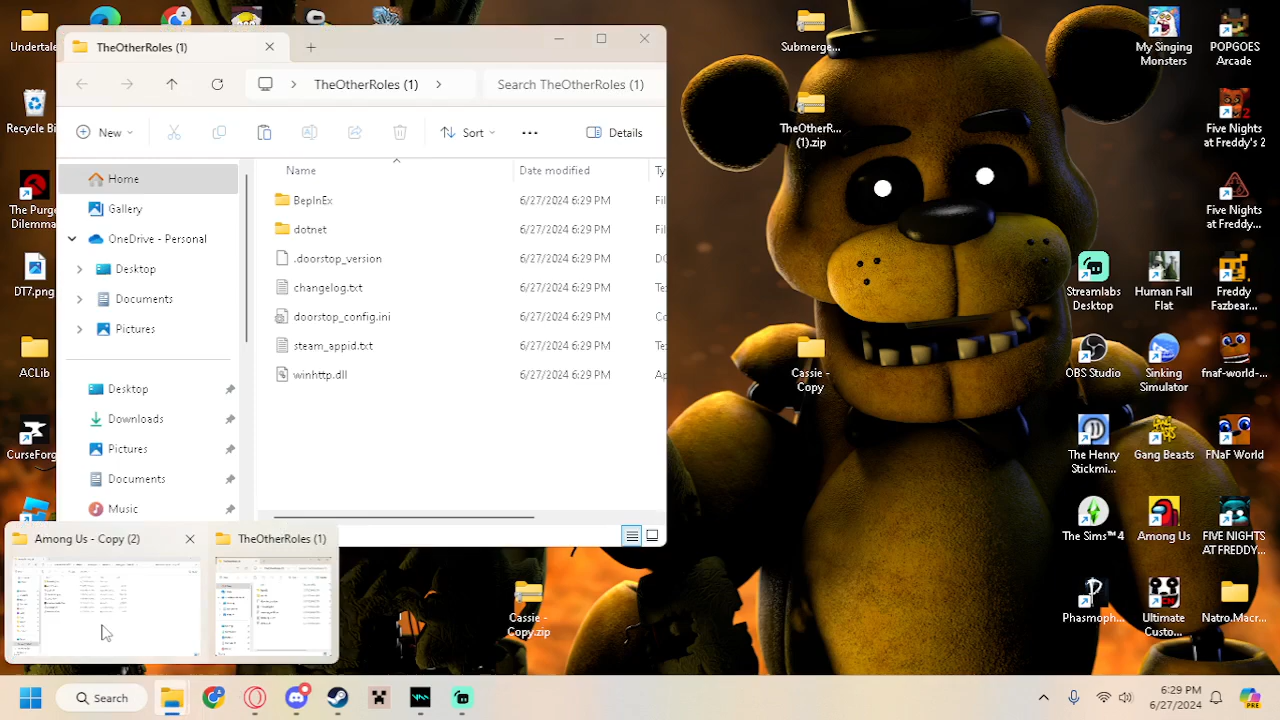 Undertale
Recycle Bi
The Purg
Dilemma
DT7.png
ACLib
CurseForg
TheOtherRoles (1)
TheOtherRoles (1)
Search TheOtherRoles (1)
New
Sort
Details
Home
Gallery
OneDrive - Personal
Desktop
Documents
Pictures
Desktop
Downloads
Pictures
Documents
Music
Name
Date modified
Ty
BepInEx
6/27/2024 6:29 PM
Fil
dotnet
6/27/2024 6:29 PM
Fil
.doorstop_version
6/27/2024 6:29 PM
DO
changelog.txt
6/27/2024 6:29 PM
Te
doorstop_config.ini
6/27/2024 6:29 PM
Co
steam_appid.txt
6/27/2024 6:29 PM
Te
winhttp.dll
6/27/2024 6:29 PM
Ap
Among Us - Copy (2)
TheOtherRoles (1)
Submerge...
TheOtherR...
(1).zip
Cassie -
Copy
Cassie -
Copy.zip
My Singing
Monsters
POPGOES
Arcade
Five Nights
at Freddy's 2
Five Nights
at Freddy...
Streamlabs
Desktop
Human Fall
Flat
Freddy
Fazbear...
OBS Studio
Sinking
Simulator
fnaf-world-...
The Henry
Stickmi...
Gang Beasts
FNaF World
The Sims™ 4
Among Us
FIVE NIGHTS
Phasmoph...
Ultimate
Custo...
Natro.Macr...
Search
6:29 PM
6/27/2024
PRE